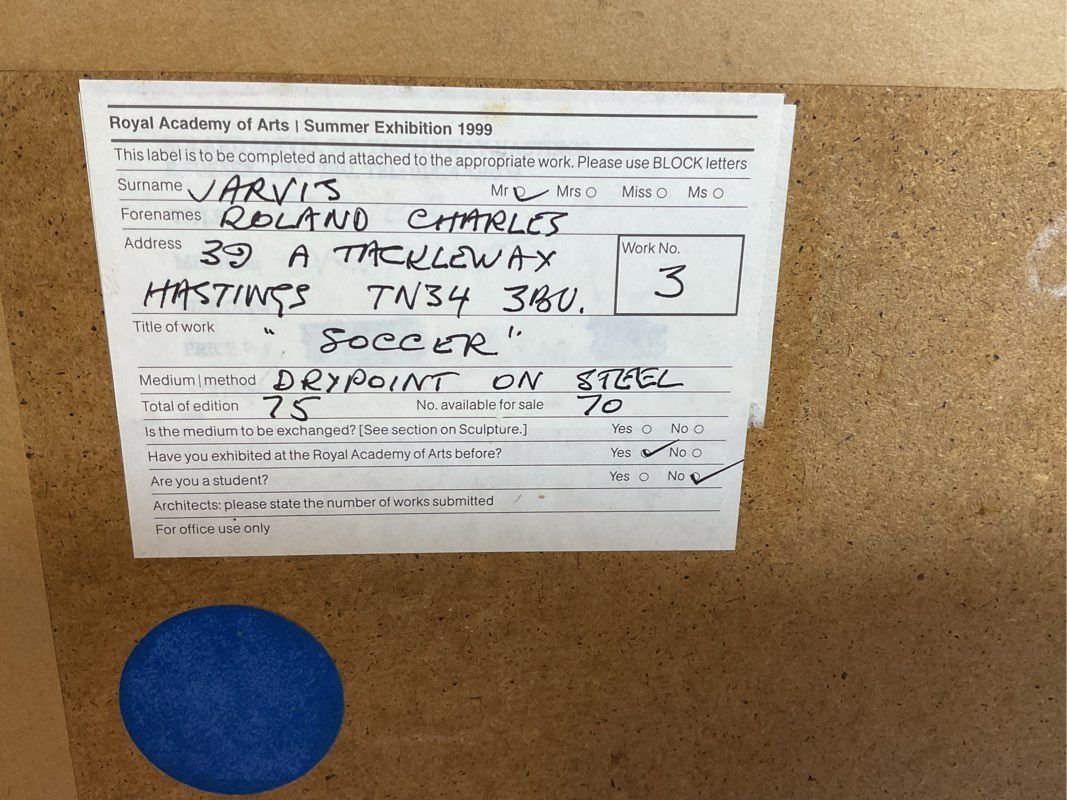 Royal Academy of Arts | Summer Exhibition 1999
This label is to be completed and attached to the appropriate work. Please use BLOCK letters
Surname JARVIS Mr Mrs Miss Ms
Forenames ROLAND CHARLES
Address 39 A TACKLEWAX
HASTINGS TN34 3BU.
Work No. 3
Title of work "SOCCER"
Medium | method DRYPOINT ON STEEL
Total of edition 75 No. available for sale 70
Is the medium to be exchanged? [See section on Sculpture.] Yes No
Have you exhibited at the Royal Academy of Arts before? Yes No
Are you a student? Yes No
Architects: please state the number of works submitted
For office use only